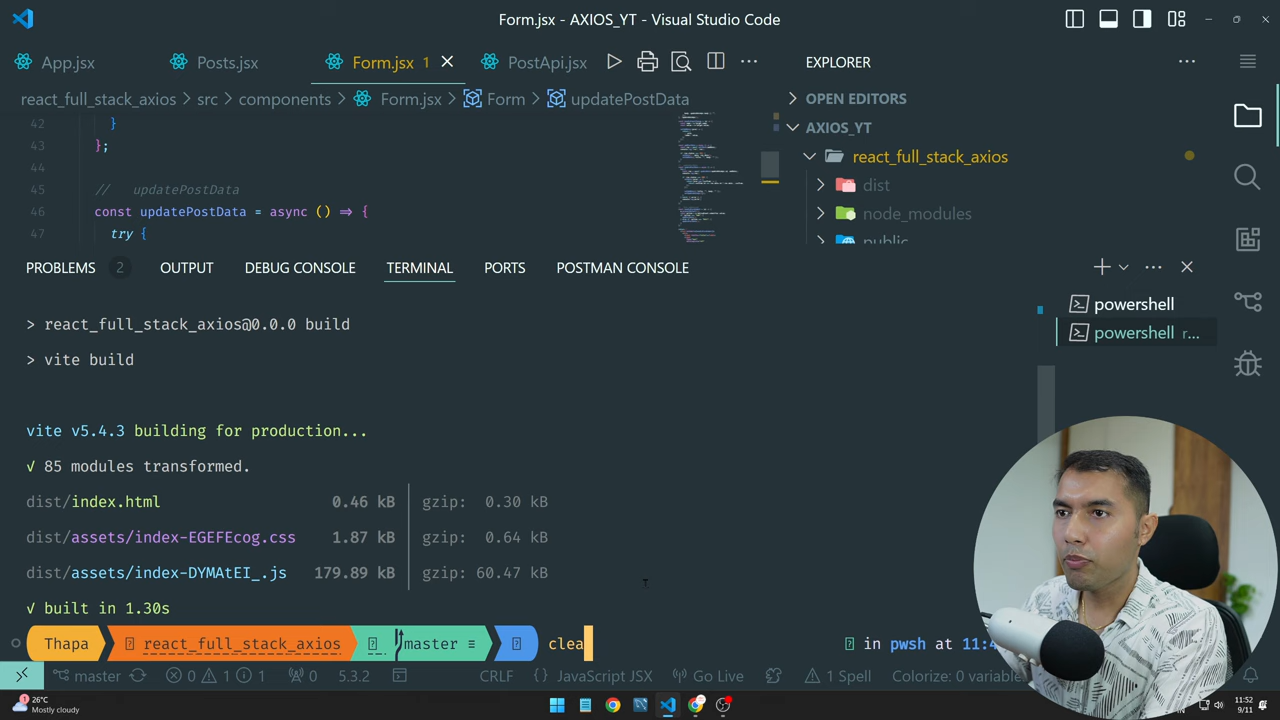 Form.jsx - AXIOS_YT - Visual Studio Code
App.jsx
Posts.jsx
Form.jsx 1
PostApi.jsx
EXPLORER
react_full_stack_axios > src > components > Form.jsx > Form > updatePostData
OPEN EDITORS
AXIOS_YT
react_full_stack_axios
dist
node_modules
public
42 }
43 };
44
45 // updatePostData
46 const updatePostData = async () => {
47 try {
PROBLEMS 2
OUTPUT
DEBUG CONSOLE
TERMINAL
PORTS
POSTMAN CONSOLE
powershell
powershell r...
> react_full_stack_axios@0.0.0 build
> vite build
vite v5.4.3 building for production...
√ 85 modules transformed.
dist/index.html 0.46 kB │ gzip: 0.30 kB
dist/assets/index-EGEFEcog.css 1.87 kB │ gzip: 0.64 kB
dist/assets/index-DYMAtEI_.js 179.89 kB │ gzip: 60.47 kB
√ built in 1.30s
Thapa react_full_stack_axios master ≡ clea
in pwsh at 11:4
master 0 1 1 0 5.3.2 CRLF {} JavaScript JSX Go Live 1 Spell Colorize: 0 variable
26°C
Mostly cloudy
11:52
9/11